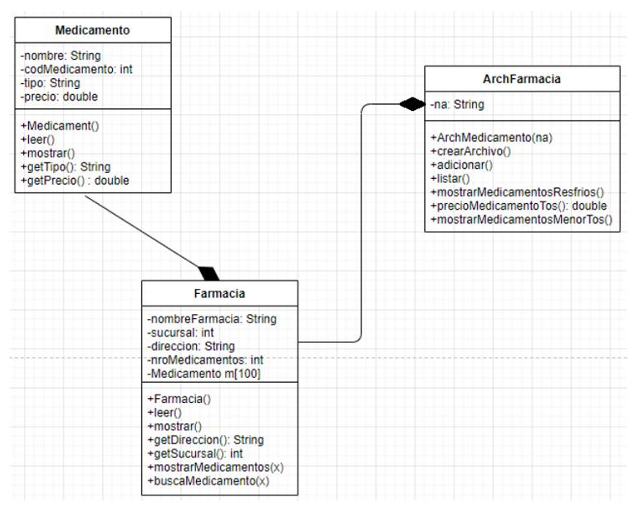 Medicamento
-nombre: String
-codMedicamento: int
-tipo: String
-precio: double
+Medicament()
+leer()
+mostrar()
+getTipo(): String
+getPrecio() : double
ArchFarmacia
-na: String
+ArchMedicamento(na)
+crearArchivo()
+adicionar()
+listar()
+mostrarMedicamentosResfrios()
+precioMedicamentoTos(): double
+mostrarMedicamentosMenorTos()
Farmacia
-nombreFarmacia: String
-sucursal: int
-direccion: String
-nroMedicamentos: int
-Medicamento m[100]
+Farmacia()
+leer()
+mostrar()
+getDireccion(): String
+getSucursal(): int
+mostrarMedicamentos(x)
+buscaMedicamento(x)